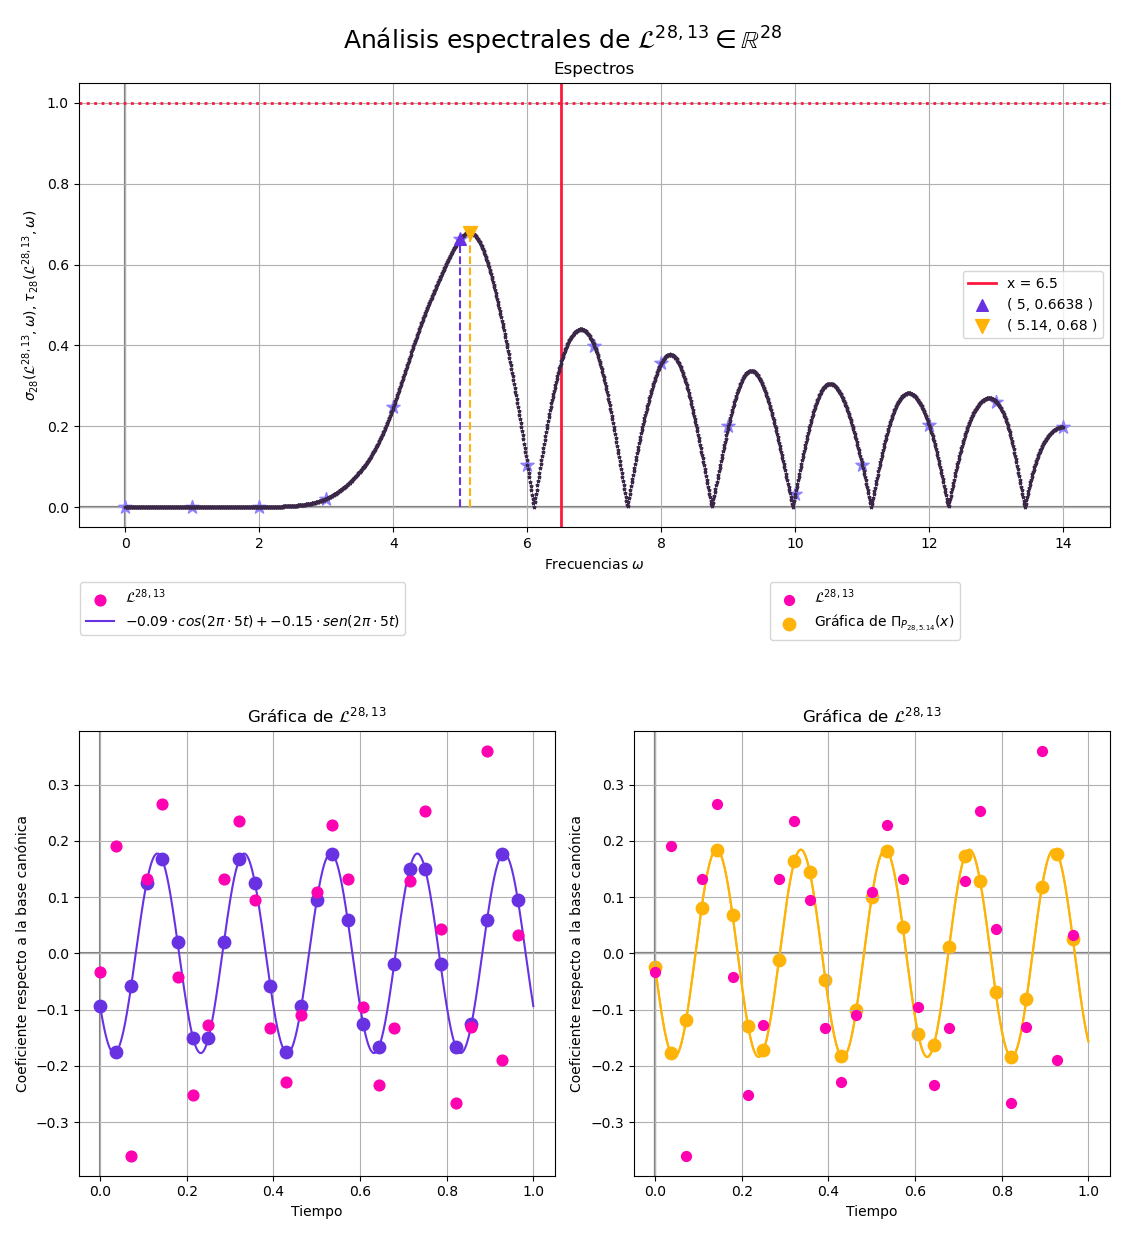 Análisis espectrales de $\mathcal{L}^{28,13} \in \mathbb{R}^{28}$
Espectros
$\sigma_{28}(\mathcal{L}^{28,13}, \omega), \tau_{28}(\mathcal{L}^{28,13}, \omega)$
1.0
0.8
0.6
0.4
0.2
0.0
x = 6.5
( 5, 0.6638 )
( 5.14, 0.68 )
0 2 4 6 8 10 12 14
Frecuencias ω
$\mathcal{L}^{28,13}$
$-0.09 \cdot cos(2\pi \cdot 5t) + -0.15 \cdot sen(2\pi \cdot 5t)$
$\mathcal{L}^{28,13}$
Gráfica de $\Pi_{P_{28,5.14}}(x)$
Gráfica de $\mathcal{L}^{28,13}$
Coeficiente respecto a la base canónica
0.3
0.2
0.1
0.0
−0.1
−0.2
−0.3
0.0 0.2 0.4 0.6 0.8 1.0
Tiempo
Gráfica de $\mathcal{L}^{28,13}$
Coeficiente respecto a la base canónica
0.3
0.2
0.1
0.0
−0.1
−0.2
−0.3
0.0 0.2 0.4 0.6 0.8 1.0
Tiempo